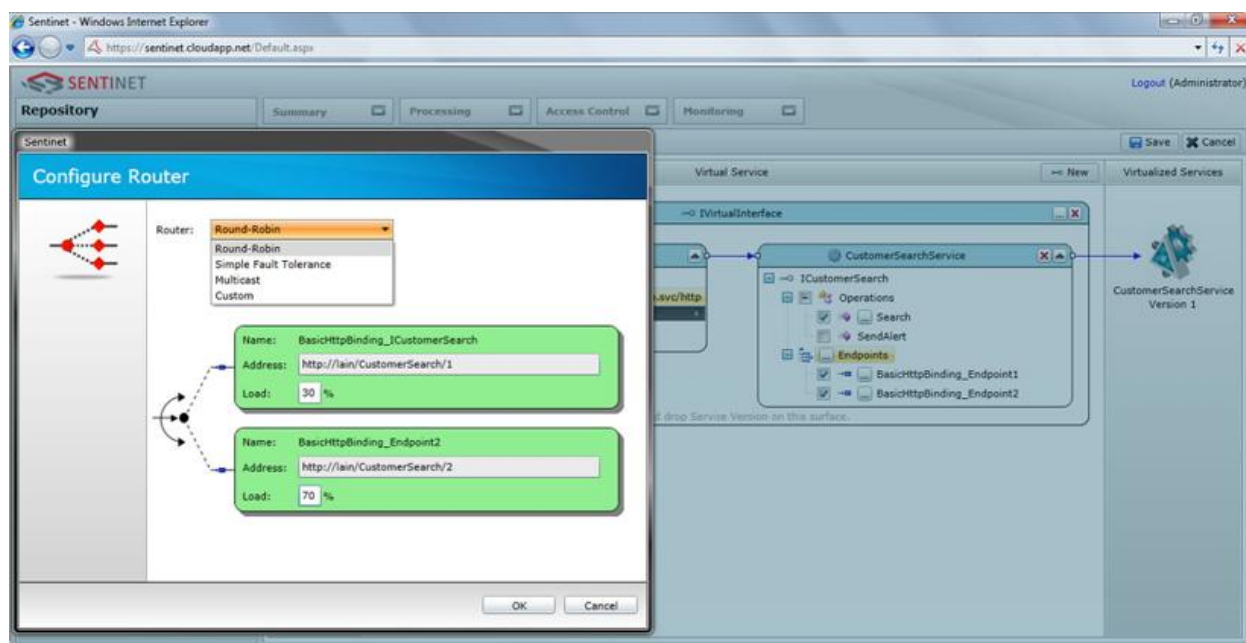 Sentinet - Windows Internet Explorer
https://sentinet.cloudapp.net/Default.aspx
SENTINET
Logout (Administrator)
Repository
Summary
Processing
Access Control
Monitoring
Sentinet
Save
Cancel
Configure Router
Virtual Service
New
Virtualized Services
IVirtualInterface
Router:
Round-Robin
Round-Robin
Simple Fault Tolerance
Multicast
Custom
CustomerSearchService
ICustomerSearch
.svc/http
Operations
Search
SendAlert
Endpoints
BasicHttpBinding_Endpoint1
BasicHttpBinding_Endpoint2
CustomerSearchService
Version 1
drop Service Version on this surface.
Name: BasicHttpBinding_ICustomerSearch
Address: http://lain/CustomerSearch/1
Load: 30 %
Name: BasicHttpBinding_Endpoint2
Address: http://lain/CustomerSearch/2
Load: 70 %
OK
Cancel